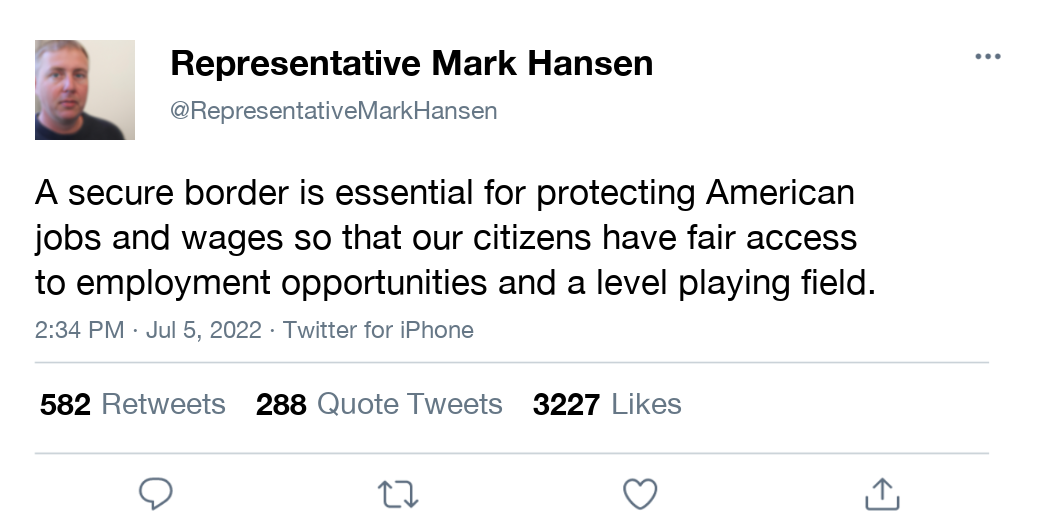 Representative Mark Hansen
@RepresentativeMarkHansen
A secure border is essential for protecting American
jobs and wages so that our citizens have fair access
to employment opportunities and a level playing field.
2:34 PM · Jul 5, 2022 · Twitter for iPhone
582 Retweets 288 Quote Tweets 3227 Likes